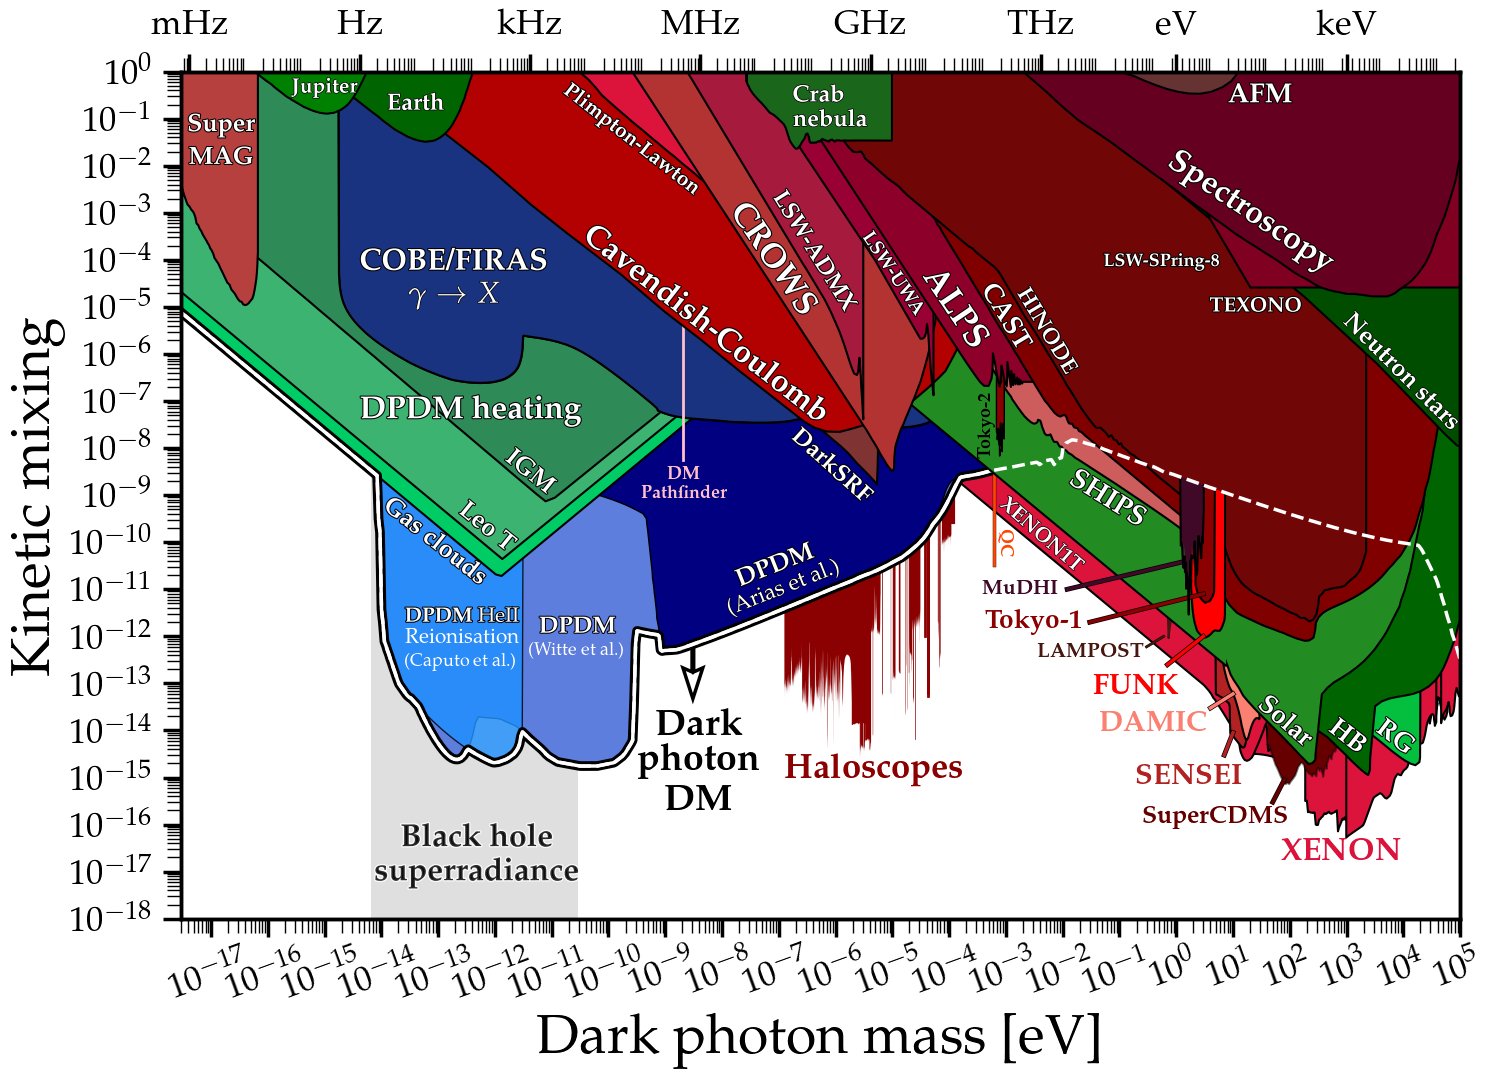 mHz Hz kHz MHz GHz THz eV keV
Kinetic mixing
10^0
10^−1
10^−2
10^−3
10^−4
10^−5
10^−6
10^−7
10^−8
10^−9
10^−10
10^−11
10^−12
10^−13
10^−14
10^−15
10^−16
10^−17
10^−18
Super
MAG
Jupiter
Earth
Plimpton-Lawton
Crab
nebula
AFM
Spectroscopy
COBE/FIRAS
γ → X
Cavendish-Coulomb
CROWS
LSW-ADMX
LSW-UWA
ALPS
CAST
HINODE
LSW-SPring-8
TEXONO
Neutron stars
DPDM heating
IGM
Leo T
Gas clouds
DM
Pathfinder
DarkSRF
Tokyo-2
SHIPS
XENON1T
QC
DPDM
(Arias et al.)
DPDM HeII
Reionisation
(Caputo et al.)
DPDM
(Witte et al.)
MuDHI
Tokyo-1
LAMPOST
FUNK
DAMIC
SENSEI
SuperCDMS
XENON
Solar
HB
RG
Dark
photon
DM
Haloscopes
Black hole
superradiance
10^−17 10^−16 10^−15 10^−14 10^−13 10^−12 10^−11 10^−10 10^−9 10^−8 10^−7 10^−6 10^−5 10^−4 10^−3 10^−2 10^−1 10^0 10^1 10^2 10^3 10^4 10^5
Dark photon mass [eV]